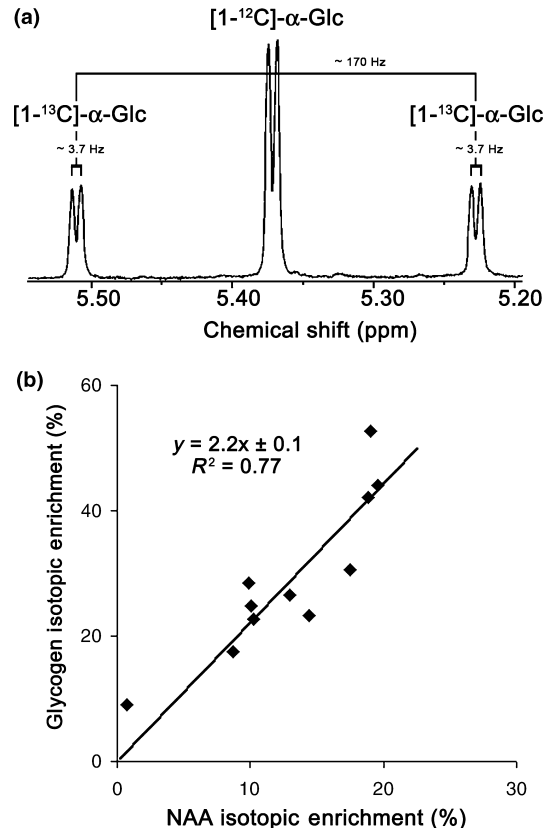 (a)
[1-¹²C]-α-Glc
~ 170 Hz
[1-¹³C]-α-Glc
[1-¹³C]-α-Glc
~ 3.7 Hz
~ 3.7 Hz
5.50
5.40
5.30
5.20
Chemical shift (ppm)
(b)
60
y = 2.2x ± 0.1
R² = 0.77
40
Glycogen isotopic enrichment (%)
20
0
0
10
20
30
NAA isotopic enrichment (%)